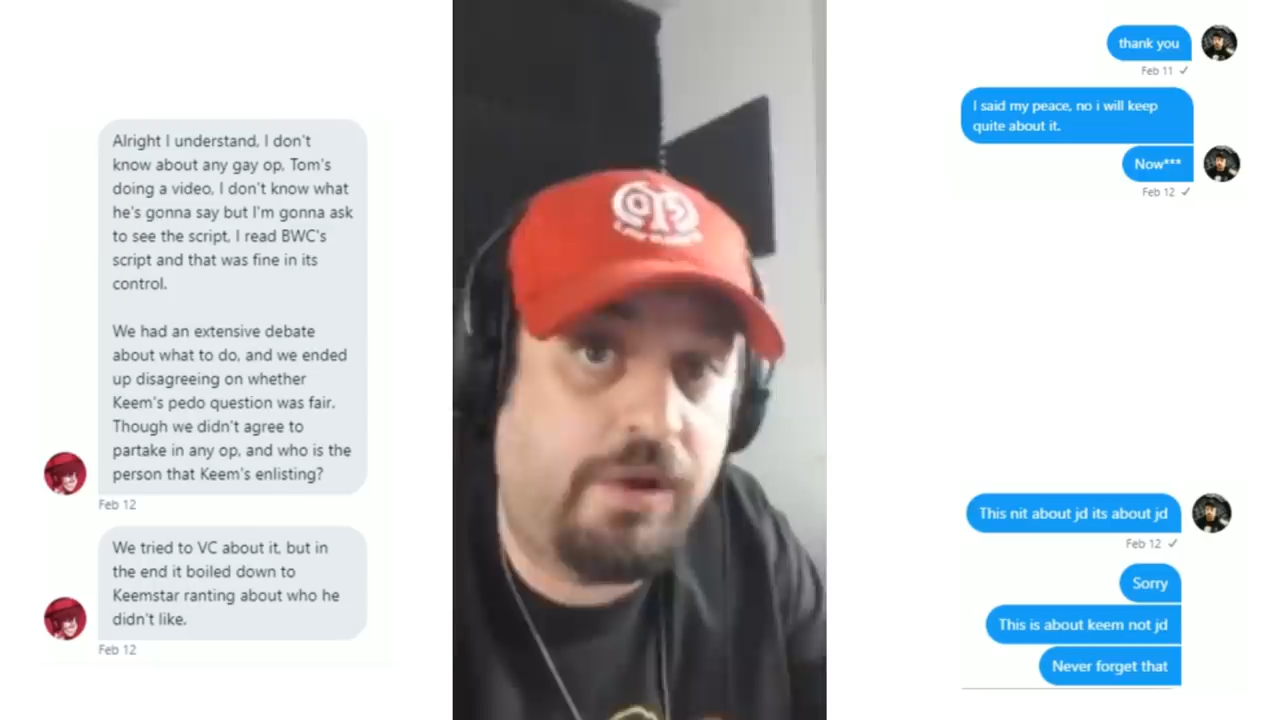 Alright I understand, I don't
know about any gay op, Tom's
doing a video, I don't know what
he's gonna say but I'm gonna ask
to see the script, I read BWC's
script and that was fine in its
control.
We had an extensive debate
about what to do, and we ended
up disagreeing on whether
Keem's pedo question was fair.
Though we didn't agree to
partake in any op, and who is the
person that Keem's enlisting?
Feb 12
We tried to VC about it, but in
the end it boiled down to
Keemstar ranting about who he
didn't like.
Feb 12
thank you
Feb 11 ✓
I said my peace, no i will keep
quite about it.
Now***
Feb 12 ✓
This nit about jd its about jd
Feb 12 ✓
Sorry
This is about keem not jd
Never forget that